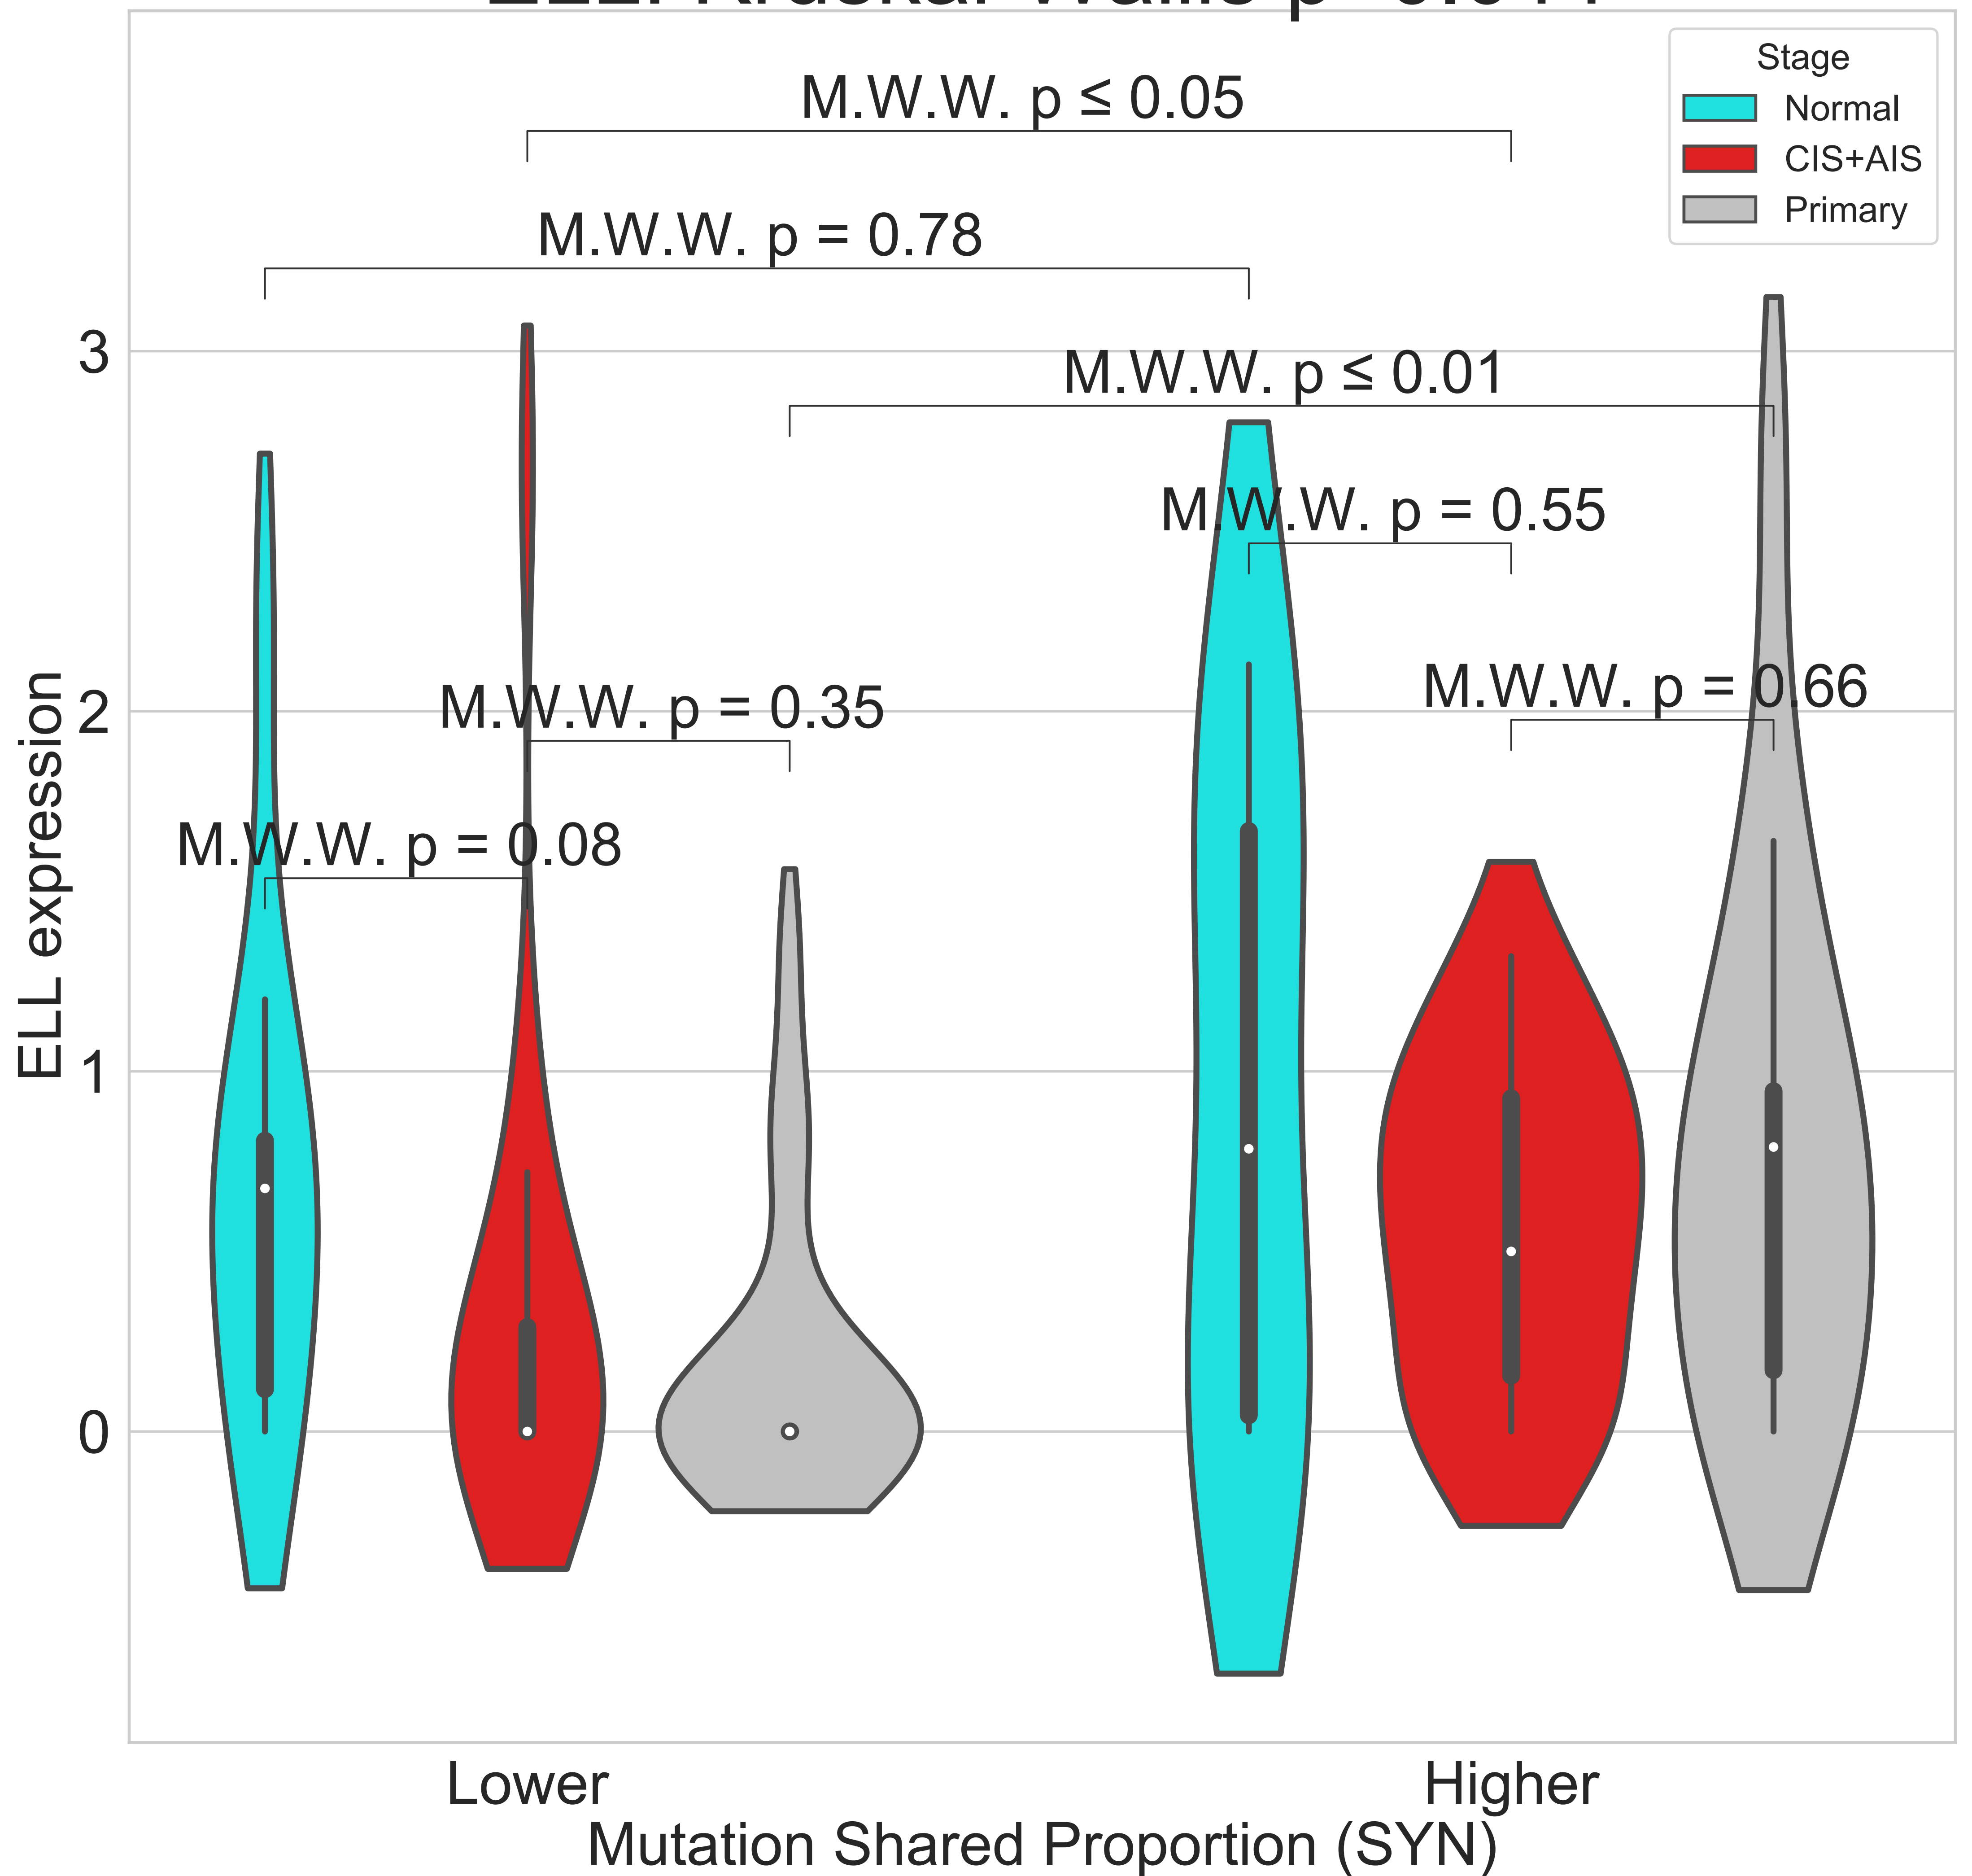 Stage
Normal
CIS+AIS
Primary
M.W.W. p ≤ 0.05
M.W.W. p = 0.78
M.W.W. p ≤ 0.01
M.W.W. p = 0.55
M.W.W. p = 0.66
M.W.W. p = 0.35
M.W.W. p = 0.08
3
2
1
0
ELL expression
Lower
Higher
Mutation Shared Proportion (SYN)